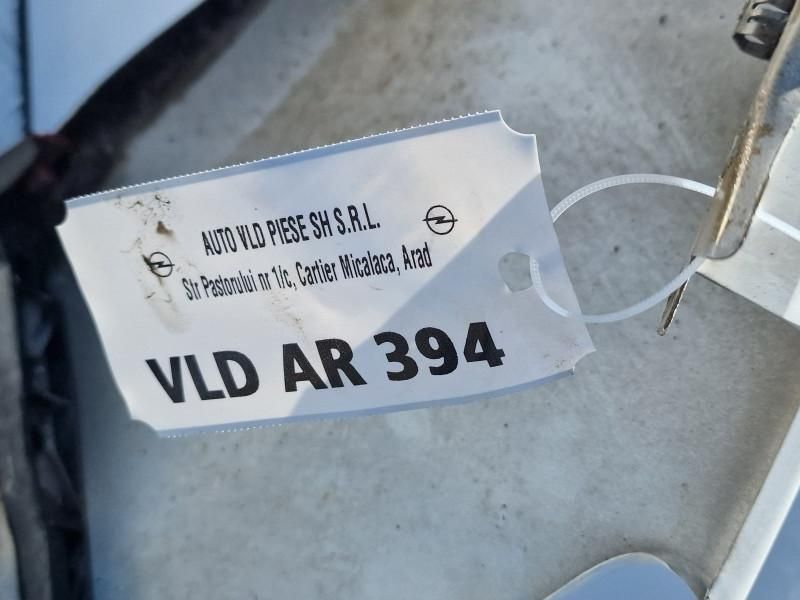 AUTO VLD PIESE SH S.R.L.
Str Pastorului nr 1/c, Cartier Micalaca, Arad
VLD AR 394